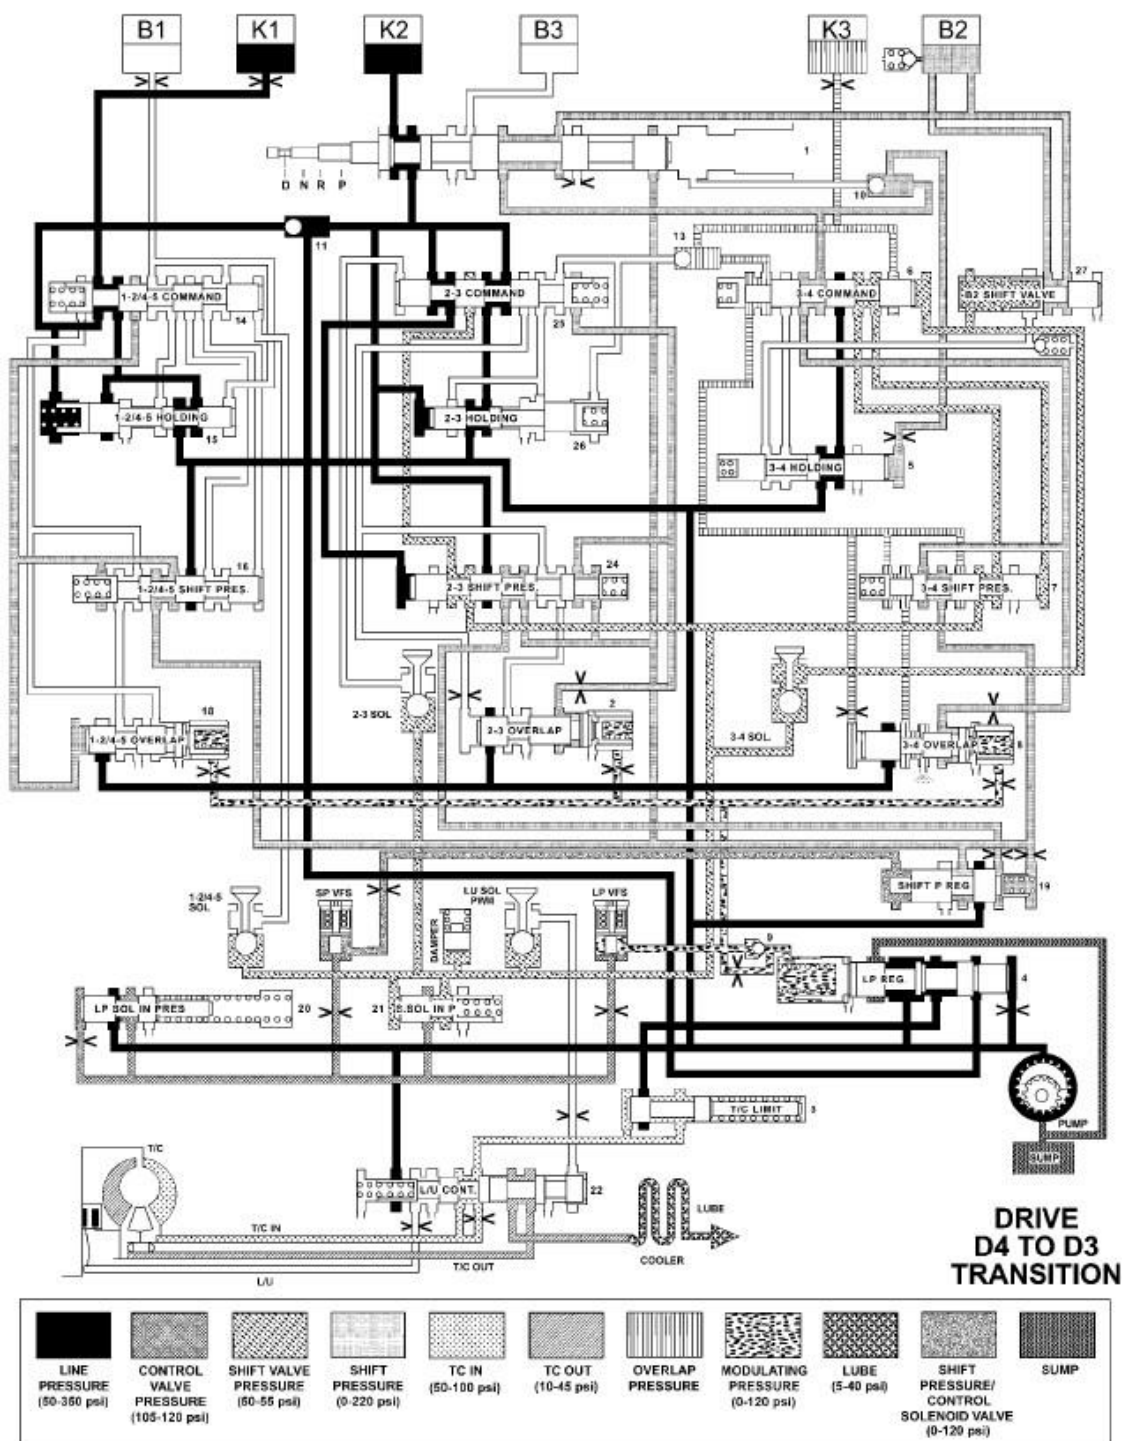 B1
K1
K2
B3
K3
B2
D N R P
1
10
11
13
6
27
1-2/4-5 COMMAND
14
2-3 COMMAND
25
3-4 COMMAND
B2 SHIFT VALVE
1-2/4-5 HOLDING
15
2-3 HOLDING
26
3-4 HOLDING
5
16
1-2/4-5 SHIFT PRES.
24
2-3 SHIFT PRES.
3-4 SHIFT PRES.
7
18
2-3 SOL
2
3-4 SOL.
1-2/4-5 OVERLAP
2-3 OVERLAP
3-4 OVERLAP
8
1-2/4-5
SOL
SP VFS
DAMPER
LU SOL
PWM
LP VFS
9
SHIFT P REG
19
LP REG.
4
LP SOL IN PRES
20
21
S.SOL IN P
T/C LIMIT
3
PUMP
SUMP
T/C
L/U CONT.
22
T/C IN
T/C OUT
L/U
COOLER
LUBE
DRIVE
D4 TO D3
TRANSITION
LINE
PRESSURE
(50-350 psi)
CONTROL
VALVE
PRESSURE
(105-120 psi)
SHIFT VALVE
PRESSURE
(50-55 psi)
SHIFT
PRESSURE
(0-220 psi)
TC IN
(50-100 psi)
TC OUT
(10-45 psi)
OVERLAP
PRESSURE
MODULATING
PRESSURE
(0-120 psi)
LUBE
(5-40 psi)
SHIFT
PRESSURE/
CONTROL
SOLENOID VALVE
(0-120 psi)
SUMP